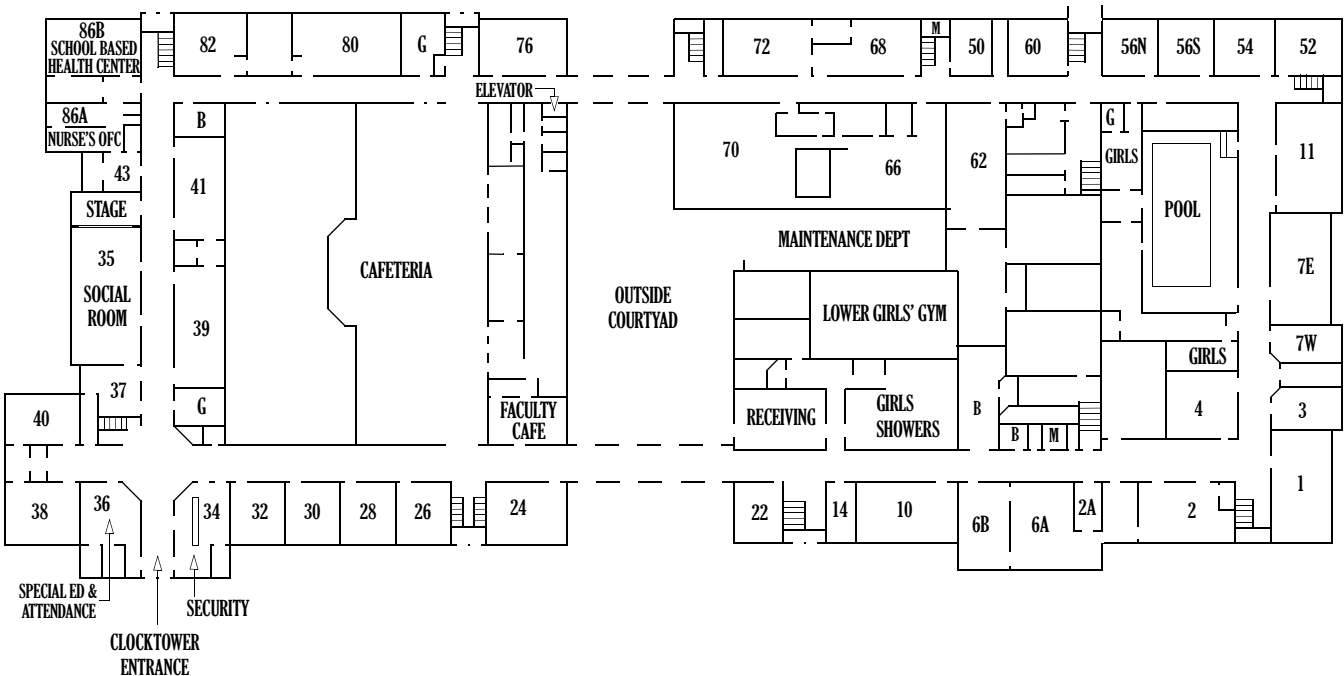 86B
SCHOOL BASED
HEALTH CENTER
82
80
G
76
72
68
M
50
60
56N
56S
54
52
ELEVATOR
86A
NURSE'S OFC
B
43
41
STAGE
35
SOCIAL
ROOM
39
37
G
40
CAFETERIA
FACULTY
CAFE
OUTSIDE
COURTYAD
70
66
62
MAINTENANCE DEPT
LOWER GIRLS' GYM
RECEIVING
GIRLS
SHOWERS
B
B
M
G
GIRLS
POOL
GIRLS
4
11
7E
7W
3
1
38
36
34
32
30
28
26
24
22
14
10
6B
6A
2A
2
SPECIAL ED &
ATTENDANCE
SECURITY
CLOCKTOWER
ENTRANCE